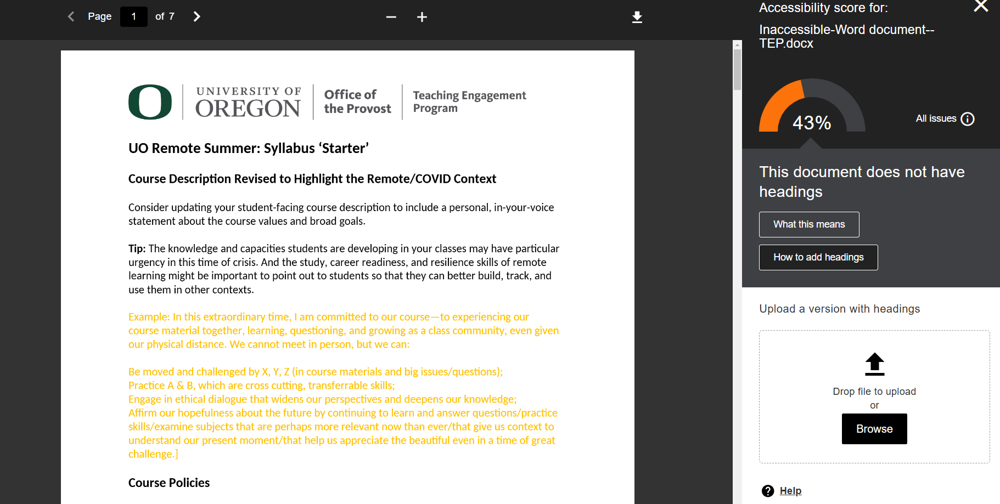 Page 1 of 7
UNIVERSITY OF
OREGON
Office of
the Provost
Teaching Engagement
Program
UO Remote Summer: Syllabus ‘Starter’
Course Description Revised to Highlight the Remote/COVID Context
Consider updating your student-facing course description to include a personal, in-your-voice
statement about the course values and broad goals.
Tip: The knowledge and capacities students are developing in your classes may have particular
urgency in this time of crisis. And the study, career readiness, and resilience skills of remote
learning might be important to point out to students so that they can better build, track, and
use them in other contexts.
Example: In this extraordinary time, I am committed to our course—to experiencing our
course material together, learning, questioning, and growing as a class community, even given
our physical distance. We cannot meet in person, but we can:
Be moved and challenged by X, Y, Z (in course materials and big issues/questions);
Practice A & B, which are cross cutting, transferrable skills;
Engage in ethical dialogue that widens our perspectives and deepens our knowledge;
Affirm our hopefulness about the future by continuing to learn and answer questions/practice
skills/examine subjects that are perhaps more relevant now than ever/that give us context to
understand our present moment/that help us appreciate the beautiful even in a time of great
challenge.]
Course Policies
Accessibility score for:
Inaccessible-Word document--
TEP.docx
43%
All issues
This document does not have
headings
What this means
How to add headings
Upload a version with headings
Drop file to upload
or
Browse
Help